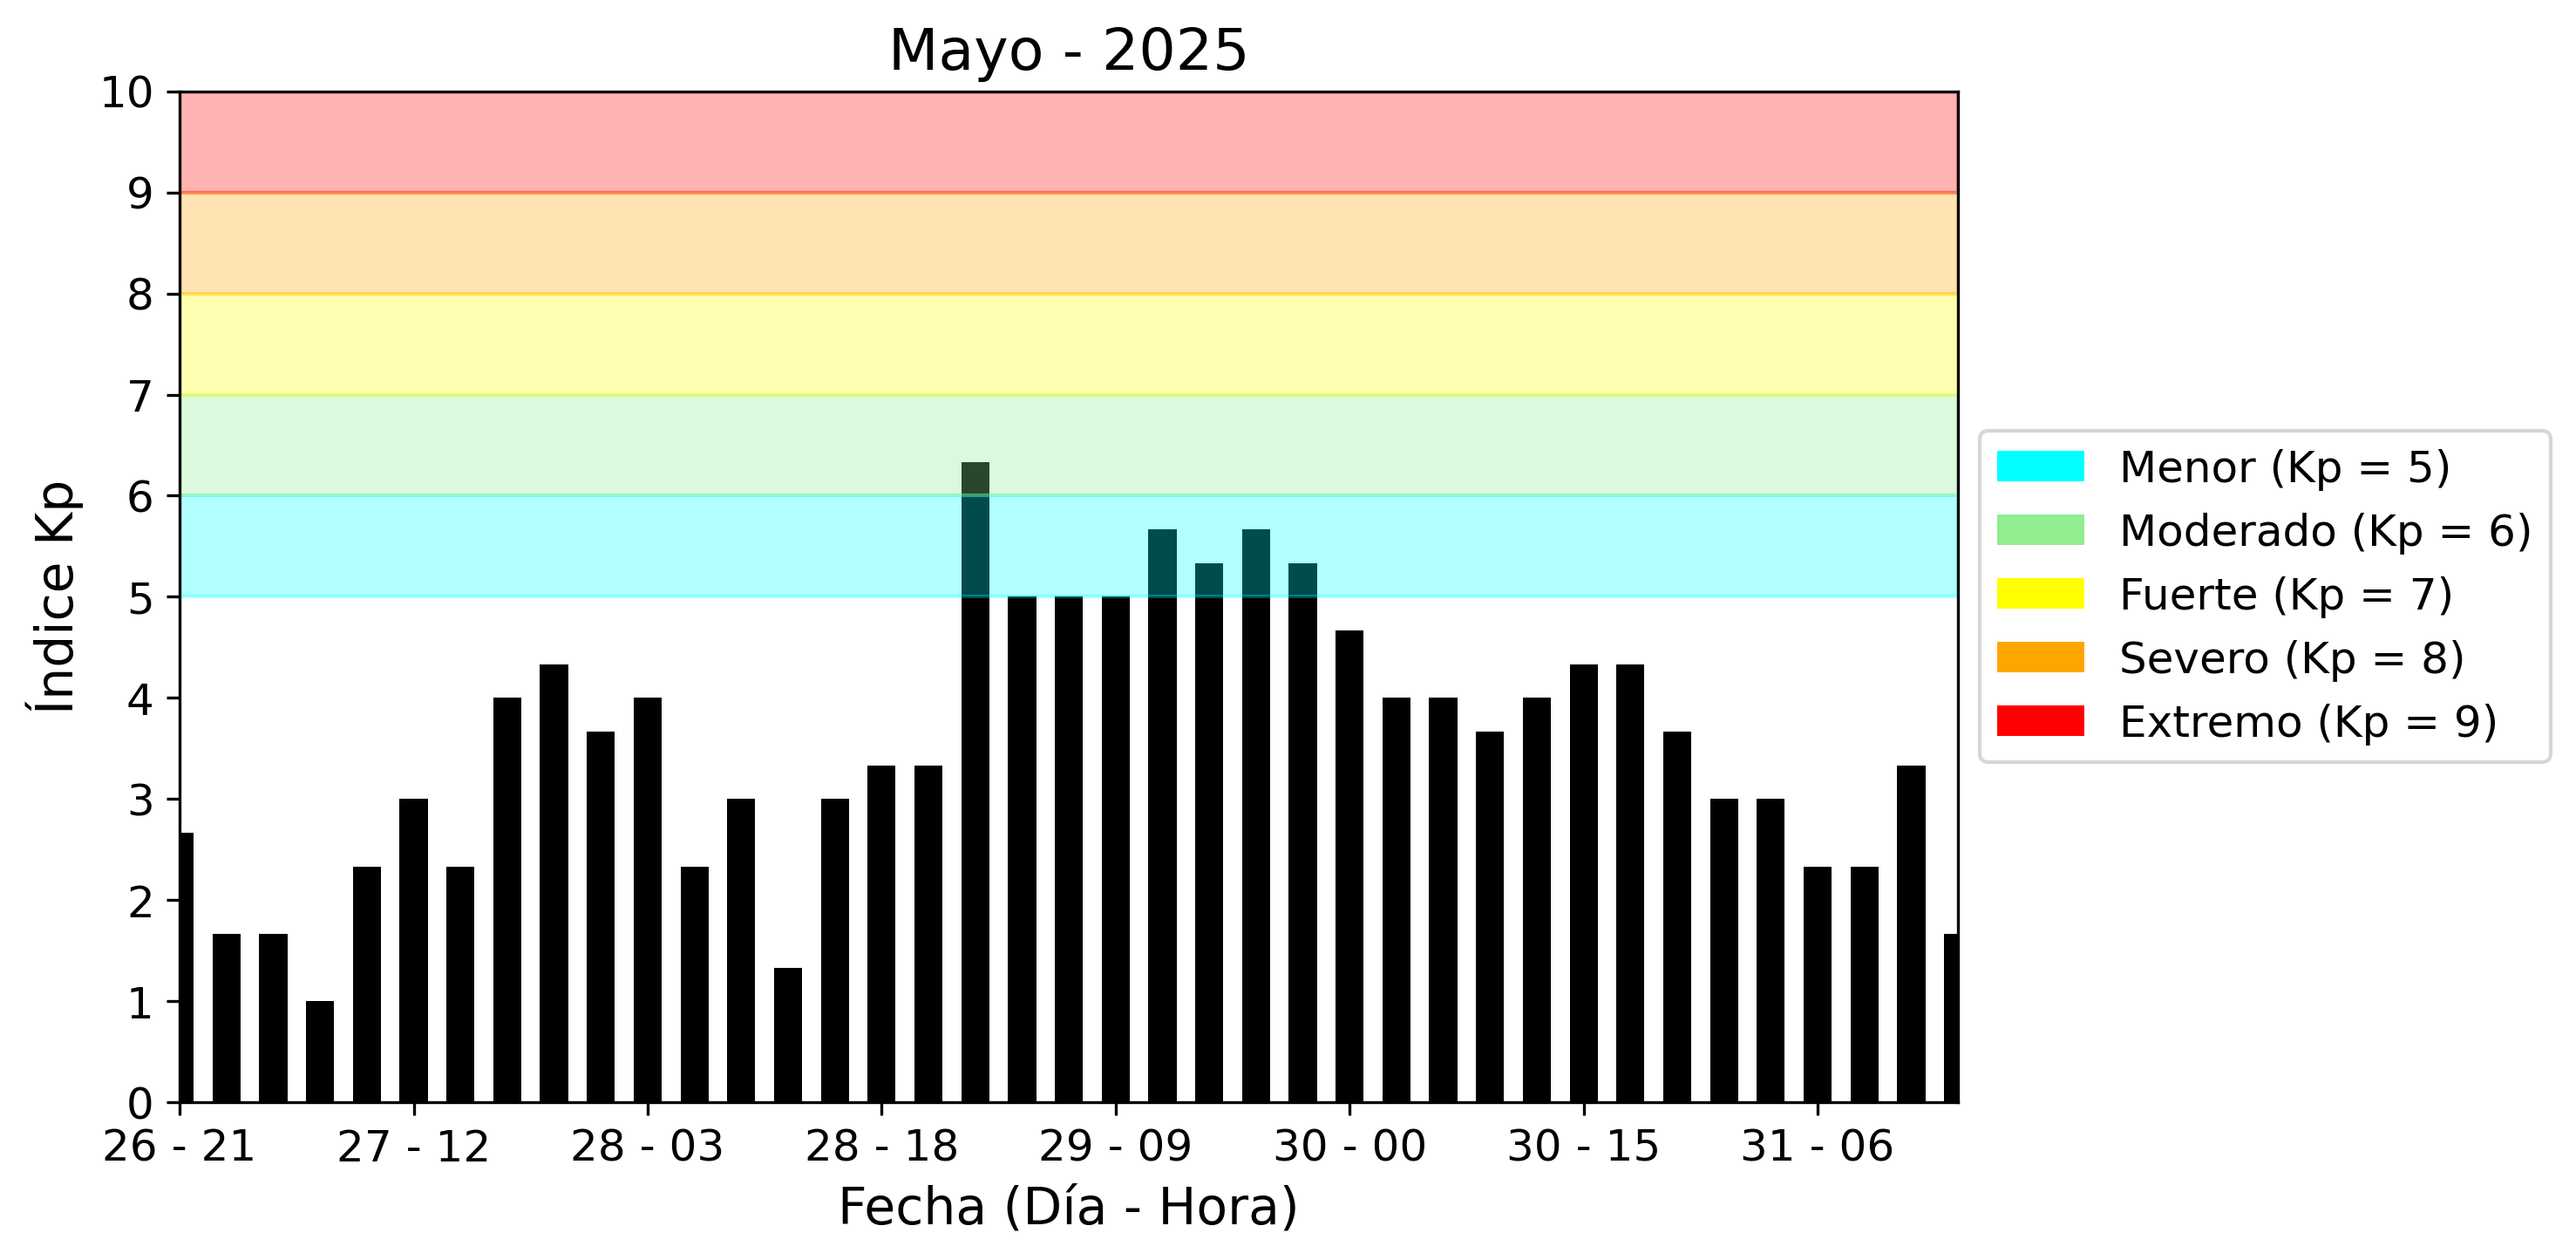 Mayo - 2025
10
9
8
7
6
5
4
3
2
1
0
Índice Kp
26 - 21
27 - 12
28 - 03
28 - 18
29 - 09
30 - 00
30 - 15
31 - 06
Fecha (Día - Hora)
Menor (Kp = 5)
Moderado (Kp = 6)
Fuerte (Kp = 7)
Severo (Kp = 8)
Extremo (Kp = 9)